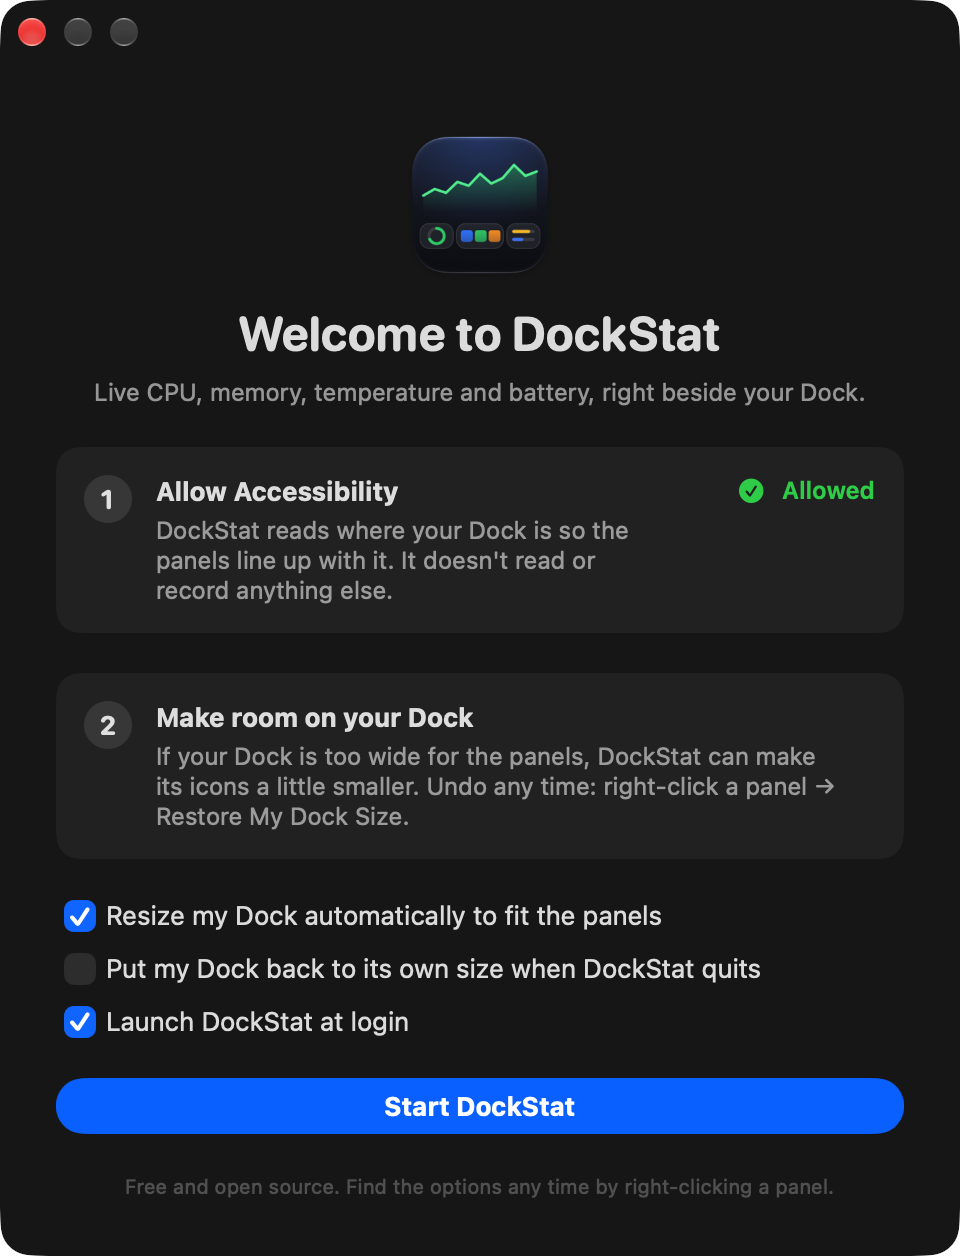 Welcome to DockStat
Live CPU, memory, temperature and battery, right beside your Dock.
1
Allow Accessibility
Allowed
DockStat reads where your Dock is so the
panels line up with it. It doesn't read or
record anything else.
2
Make room on your Dock
If your Dock is too wide for the panels, DockStat can make
its icons a little smaller. Undo any time: right-click a panel →
Restore My Dock Size.
Resize my Dock automatically to fit the panels
Put my Dock back to its own size when DockStat quits
Launch DockStat at login
Start DockStat
Free and open source. Find the options any time by right-clicking a panel.